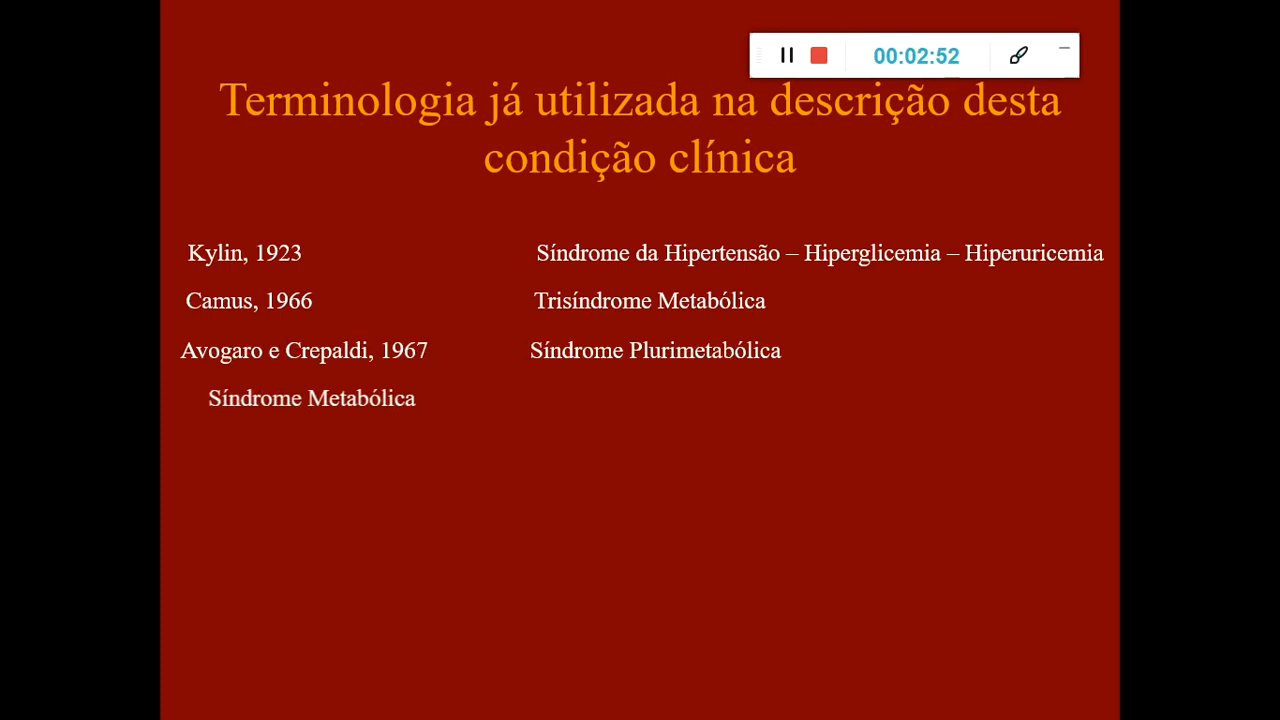 00:02:52
Terminologia já utilizada na descrição desta
condição clínica
Kylin, 1923 Síndrome da Hipertensão – Hiperglicemia – Hiperuricemia
Camus, 1966 Trisíndrome Metabólica
Avogaro e Crepaldi, 1967 Síndrome Plurimetabólica
Síndrome Metabólica